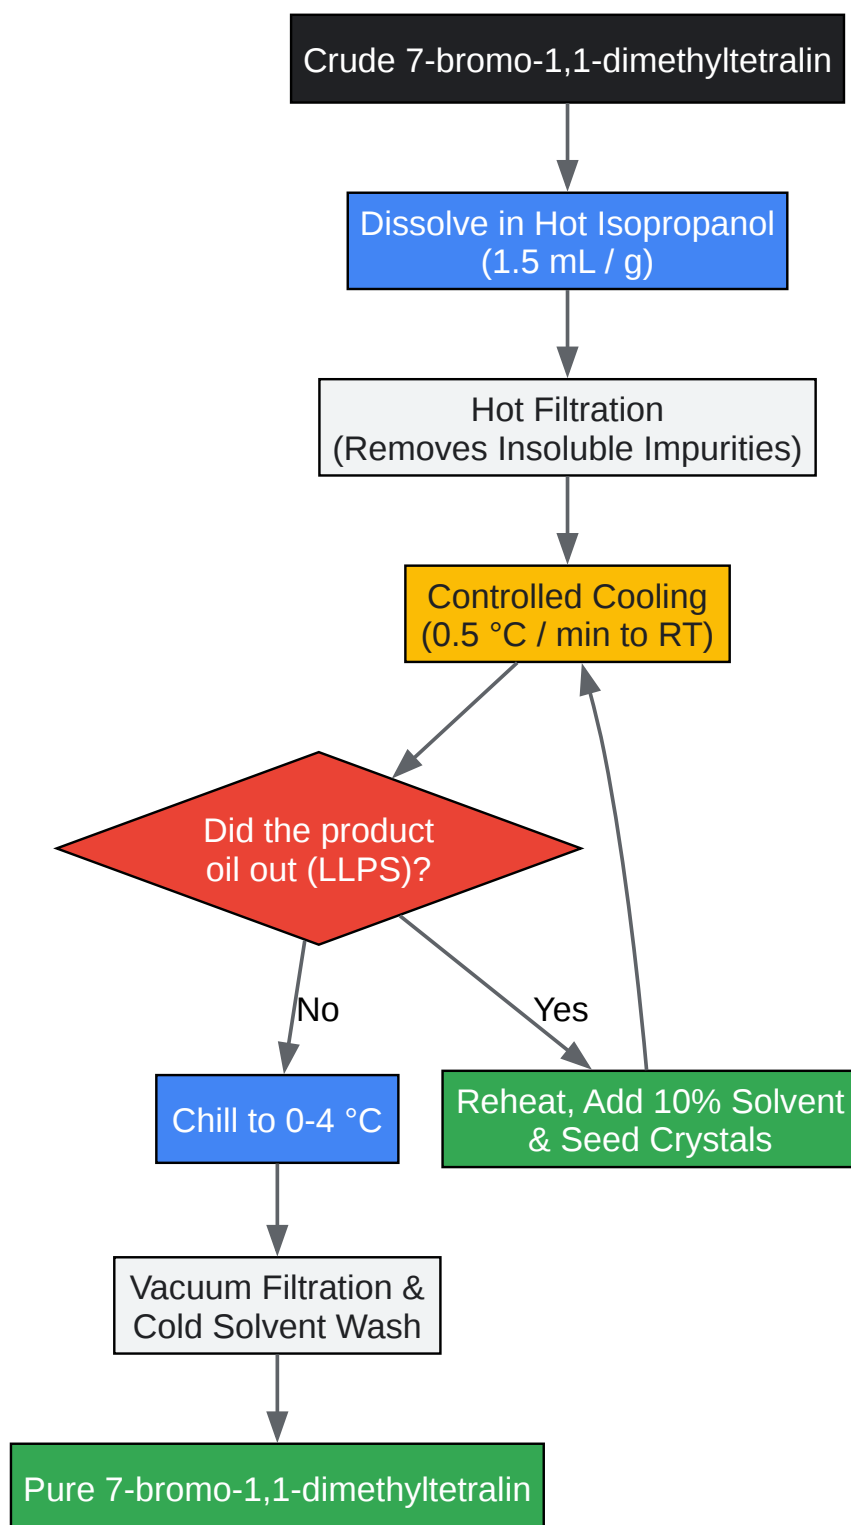 Crude 7-bromo-1,1-dimethyltetralin
Dissolve in Hot Isopropanol
(1.5 mL / g)
Hot Filtration
(Removes Insoluble Impurities)
Controlled Cooling
(0.5 °C / min to RT)
Did the product
oil out (LLPS)?
No
Yes
Chill to 0-4 °C
Reheat, Add 10% Solvent
& Seed Crystals
Vacuum Filtration &
Cold Solvent Wash
Pure 7-bromo-1,1-dimethyltetralin